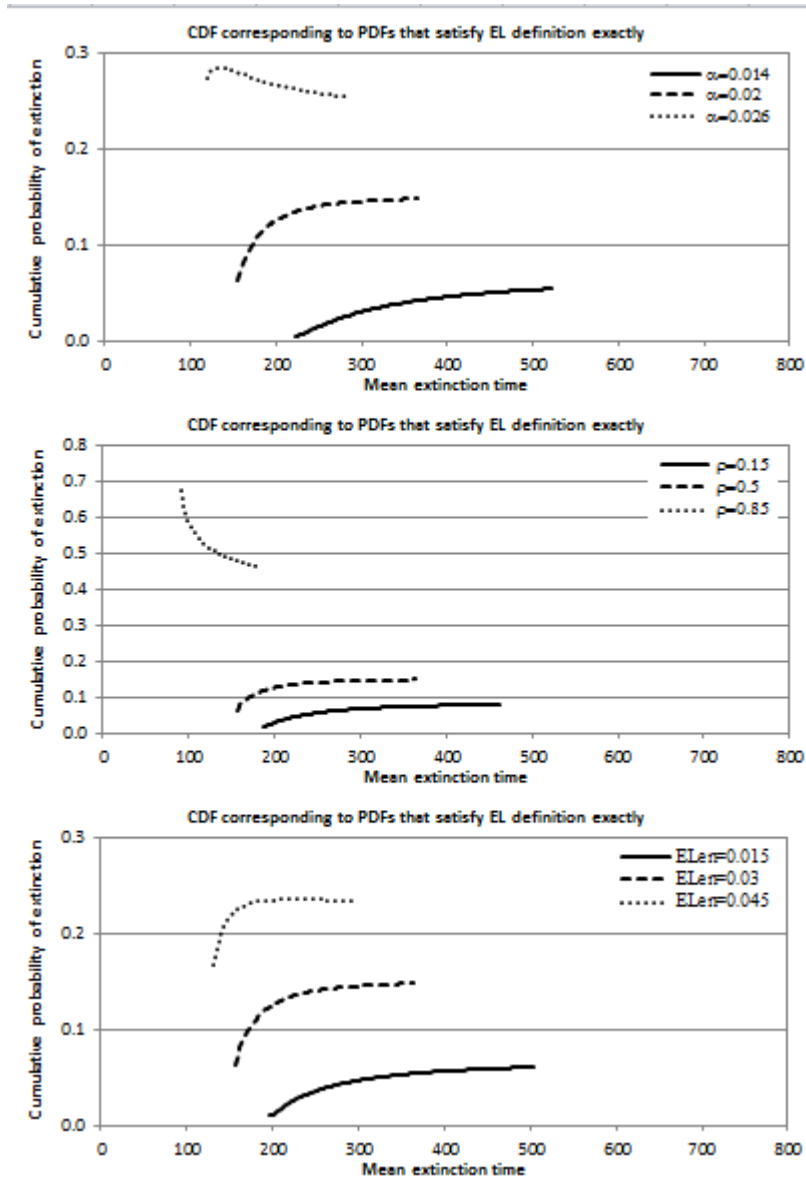 CDF corresponding to PDFs that satisfy EL definition exactly
0.3
0.2
0.1
0.0
Cumulative probability of extinction
α=0.014
α=0.02
α=0.026
0 100 200 300 400 500 600 700 800
Mean extinction time
CDF corresponding to PDFs that satisfy EL definition exactly
0.8
0.7
0.6
0.5
0.4
0.3
0.2
0.1
0.0
Cumulative probability of extinction
ρ=0.15
ρ=0.5
ρ=0.85
0 100 200 300 400 500 600 700 800
Mean extinction time
CDF corresponding to PDFs that satisfy EL definition exactly
0.3
0.2
0.1
0.0
Cumulative probability of extinction
ELen=0.015
ELen=0.03
ELen=0.045
0 100 200 300 400 500 600 700 800
Mean extinction time